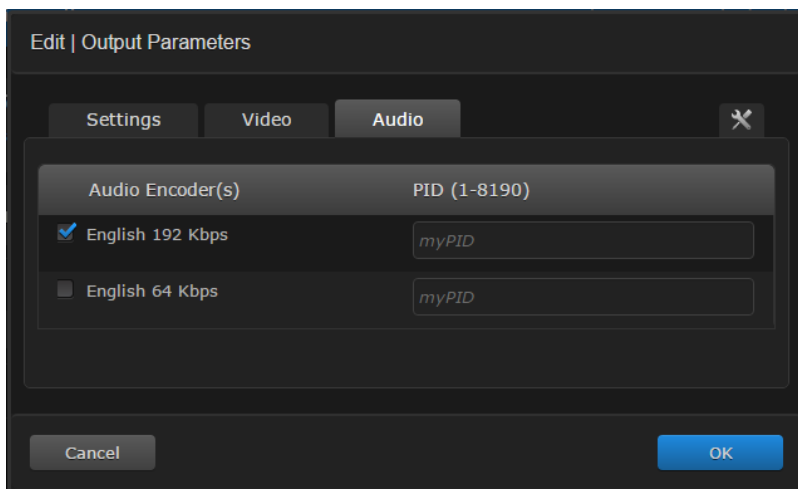 Edit | Output Parameters
Settings Video Audio
Audio Encoder(s) PID (1-8190)
English 192 Kbps myPID
English 64 Kbps myPID
Cancel OK